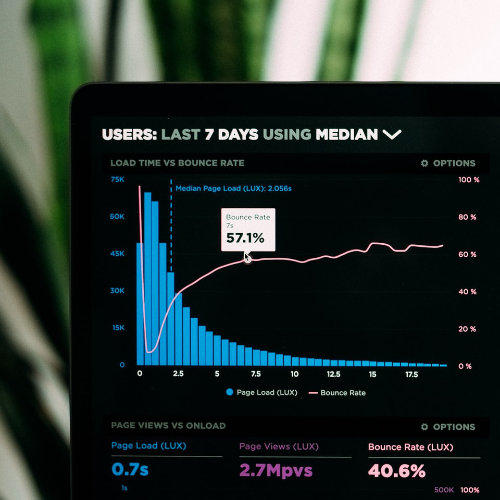 USERS: LAST 7 DAYS USING MEDIAN
LOAD TIME VS BOUNCE RATE
OPTIONS
75K
100 %
Median Page Load (LUX): 2.056s
60K
80 %
Bounce Rate
7s
57.1%
45K
60 %
30K
40 %
15K
20 %
0
0 %
0 2.5 5 7.5 10 12.5 15 17.5
Page Load (LUX) Bounce Rate
PAGE VIEWS VS ONLOAD
OPTIONS
Page Load (LUX) Page Views (LUX) Bounce Rate (LUX)
0.7s 2.7Mpvs 40.6%
1s 500K 100%